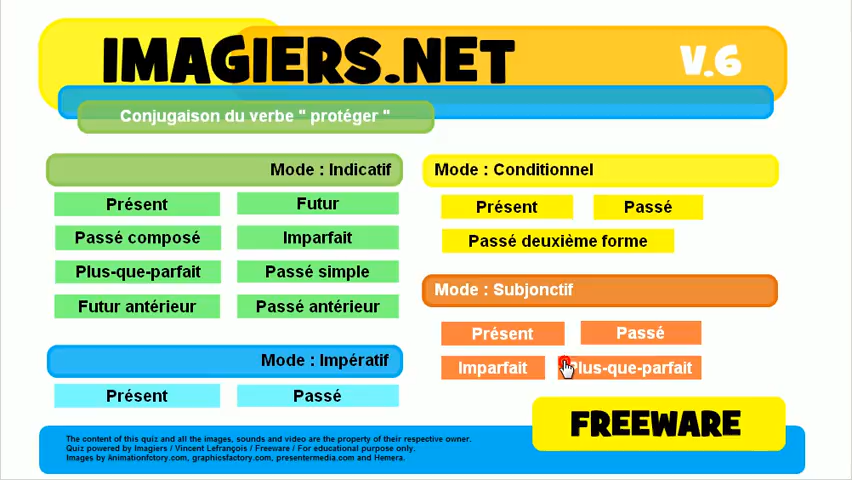 IMAGIERS.NET
V.6
Conjugaison du verbe " protéger "
Mode : Indicatif
Présent
Futur
Passé composé
Imparfait
Plus-que-parfait
Passé simple
Futur antérieur
Passé antérieur
Mode : Impératif
Présent
Passé
Mode : Conditionnel
Présent
Passé
Passé deuxième forme
Mode : Subjonctif
Présent
Passé
Imparfait
Plus-que-parfait
FREEWARE
The content of this quiz and all the images, sounds and video are the property of their respective owner.
Quiz powered by Imagiers / Vincent Lefrançois / Freeware / For educational purpose only.
Images by Animationfctory.com, graphicsfactory.com, presentermedia.com and Hemera.